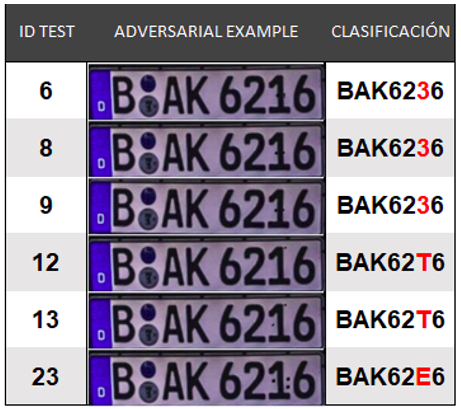 ID TEST ADVERSARIAL EXAMPLE CLASIFICACIÓN
6 D B AK 6216 BAK6236
8 D B AK 6216 BAK6236
9 D B AK 6216 BAK6236
12 D B AK 6216 BAK62T6
13 D B AK 6216 BAK62T6
23 D B AK 6216 BAK62E6